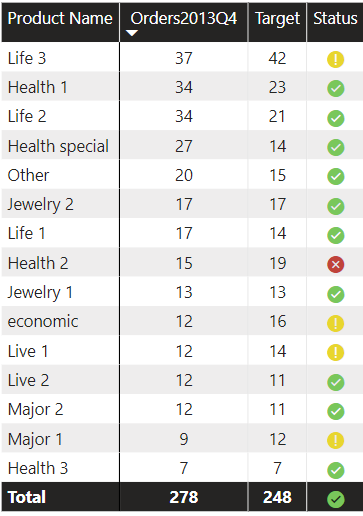 Product Name Orders2013Q4 Target Status
Life 3 37 42
Health 1 34 23
Life 2 34 21
Health special 27 14
Other 20 15
Jewelry 2 17 17
Life 1 17 14
Health 2 15 19
Jewelry 1 13 13
economic 12 16
Live 1 12 14
Live 2 12 11
Major 2 12 11
Major 1 9 12
Health 3 7 7
Total 278 248